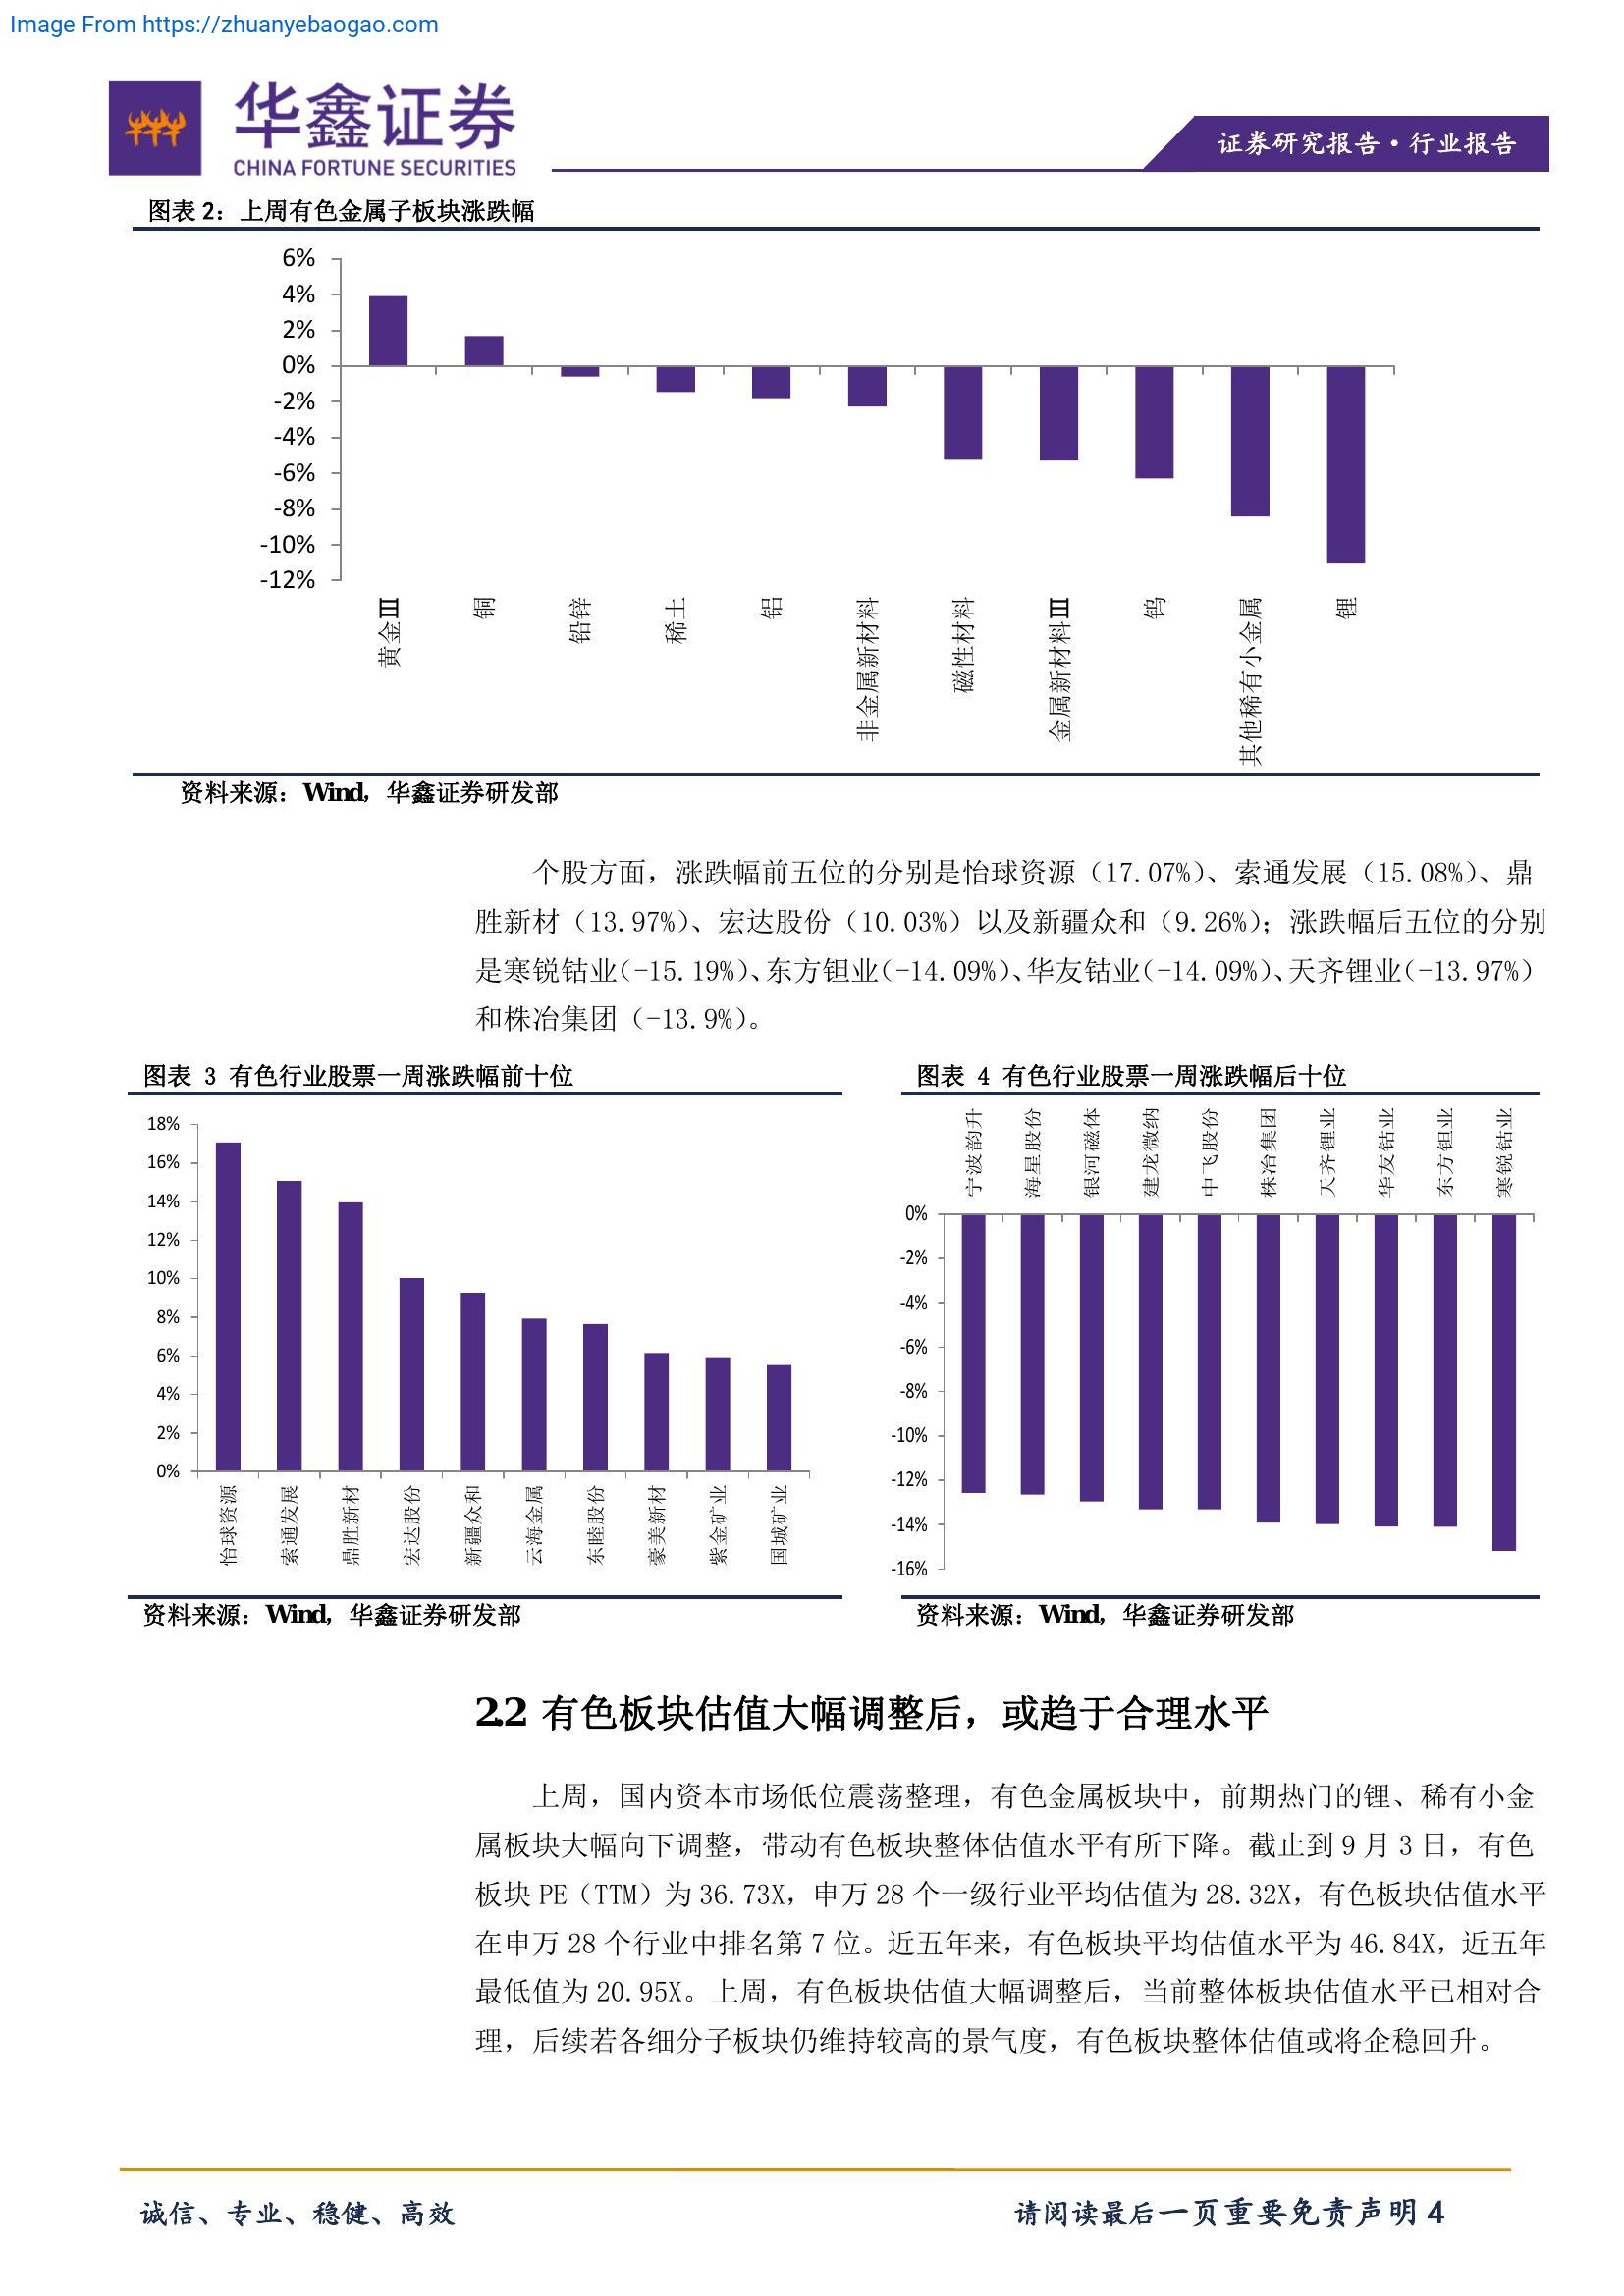 Image From https://zhuanyebaogao.com
华鑫证券
CHINA FORTUNE SECURITIES
证券研究报告·行业报告
图表 2：上周有色金属子板块涨跌幅
6%
4%
2%
0%
-2%
-4%
-6%
-8%
-10%
-12%
黄金Ⅲ
铜
铅锌
稀土
铝
非金属新材料
磁性材料
金属新材料Ⅲ
钨
其他稀有小金属
锂
资料来源：Wind，华鑫证券研发部
个股方面，涨跌幅前五位的分别是怡球资源（17.07%）、索通发展（15.08%）、鼎
胜新材（13.97%）、宏达股份（10.03%）以及新疆众和（9.26%）；涨跌幅后五位的分别
是寒锐钴业（-15.19%）、东方钽业（-14.09%）、华友钴业（-14.09%）、天齐锂业（-13.97%）
和株冶集团（-13.9%）。
图表 3 有色行业股票一周涨跌幅前十位
18%
16%
14%
12%
10%
8%
6%
4%
2%
0%
怡球资源
索通发展
鼎胜新材
宏达股份
新疆众和
云海金属
东睦股份
豪美新材
紫金矿业
国城矿业
资料来源：Wind，华鑫证券研发部
图表 4 有色行业股票一周涨跌幅后十位
宁波韵升
海星股份
银河磁体
建龙微纳
中飞股份
株冶集团
天齐锂业
华友钴业
东方钽业
寒锐钴业
0%
-2%
-4%
-6%
-8%
-10%
-12%
-14%
-16%
资料来源：Wind，华鑫证券研发部
2.2 有色板块估值大幅调整后，或趋于合理水平
上周，国内资本市场低位震荡整理，有色金属板块中，前期热门的锂、稀有小金
属板块大幅向下调整，带动有色板块整体估值水平有所下降。截止到 9 月 3 日，有色
板块 PE（TTM）为 36.73X，申万 28 个一级行业平均估值为 28.32X，有色板块估值水平
在申万 28 个行业中排名第 7 位。近五年来，有色板块平均估值水平为 46.84X，近五年
最低值为 20.95X。上周，有色板块估值大幅调整后，当前整体板块估值水平已相对合
理，后续若各细分子板块仍维持较高的景气度，有色板块整体估值或将企稳回升。
诚信、专业、稳健、高效
请阅读最后一页重要免责声明 4